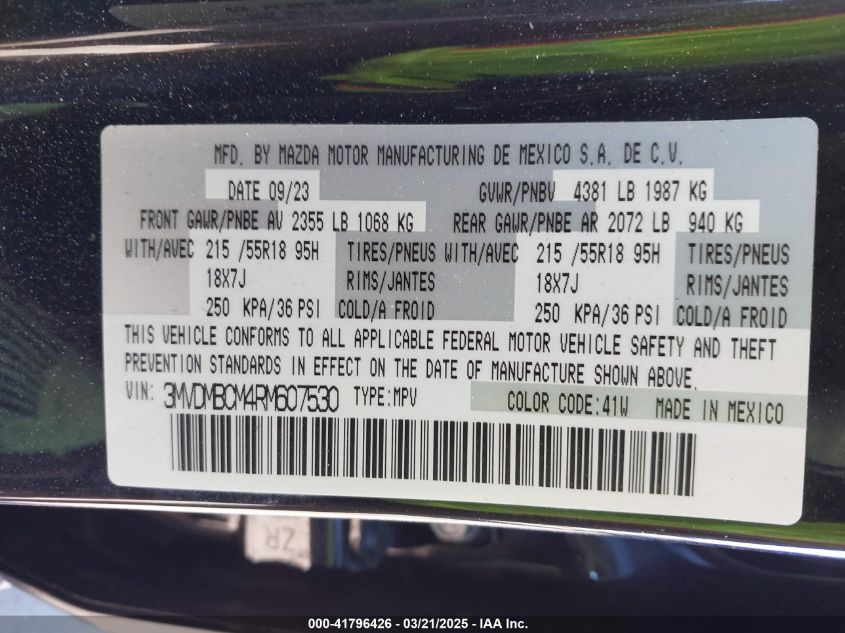 MFD. BY MAZDA MOTOR MANUFACTURING DE MEXICO S.A. DE C.V.
DATE 09/23 GVWR/PNBV 4381 LB 1987 KG
FRONT GAWR/PNBE AV 2355 LB 1068 KG REAR GAWR/PNBE AR 2072 LB 940 KG
WITH/AVEC 215 /55R18 95H TIRES/PNEUS WITH/AVEC 215 /55R18 95H TIRES/PNEUS
18X7J RIMS/JANTES 18X7J RIMS/JANTES
250 KPA/36 PSI COLD/A FROID 250 KPA/36 PSI COLD/A FROID
THIS VEHICLE CONFORMS TO ALL APPLICABLE FEDERAL MOTOR VEHICLE SAFETY AND THEFT
PREVENTION STANDARDS IN EFFECT ON THE DATE OF MANUFACTURE SHOWN ABOVE.
VIN: 3MVDMBCM4RM607530 TYPE:MPV COLOR CODE:41W MADE IN MEXICO
ZR
000-41796426 - 03/21/2025 - IAA Inc.